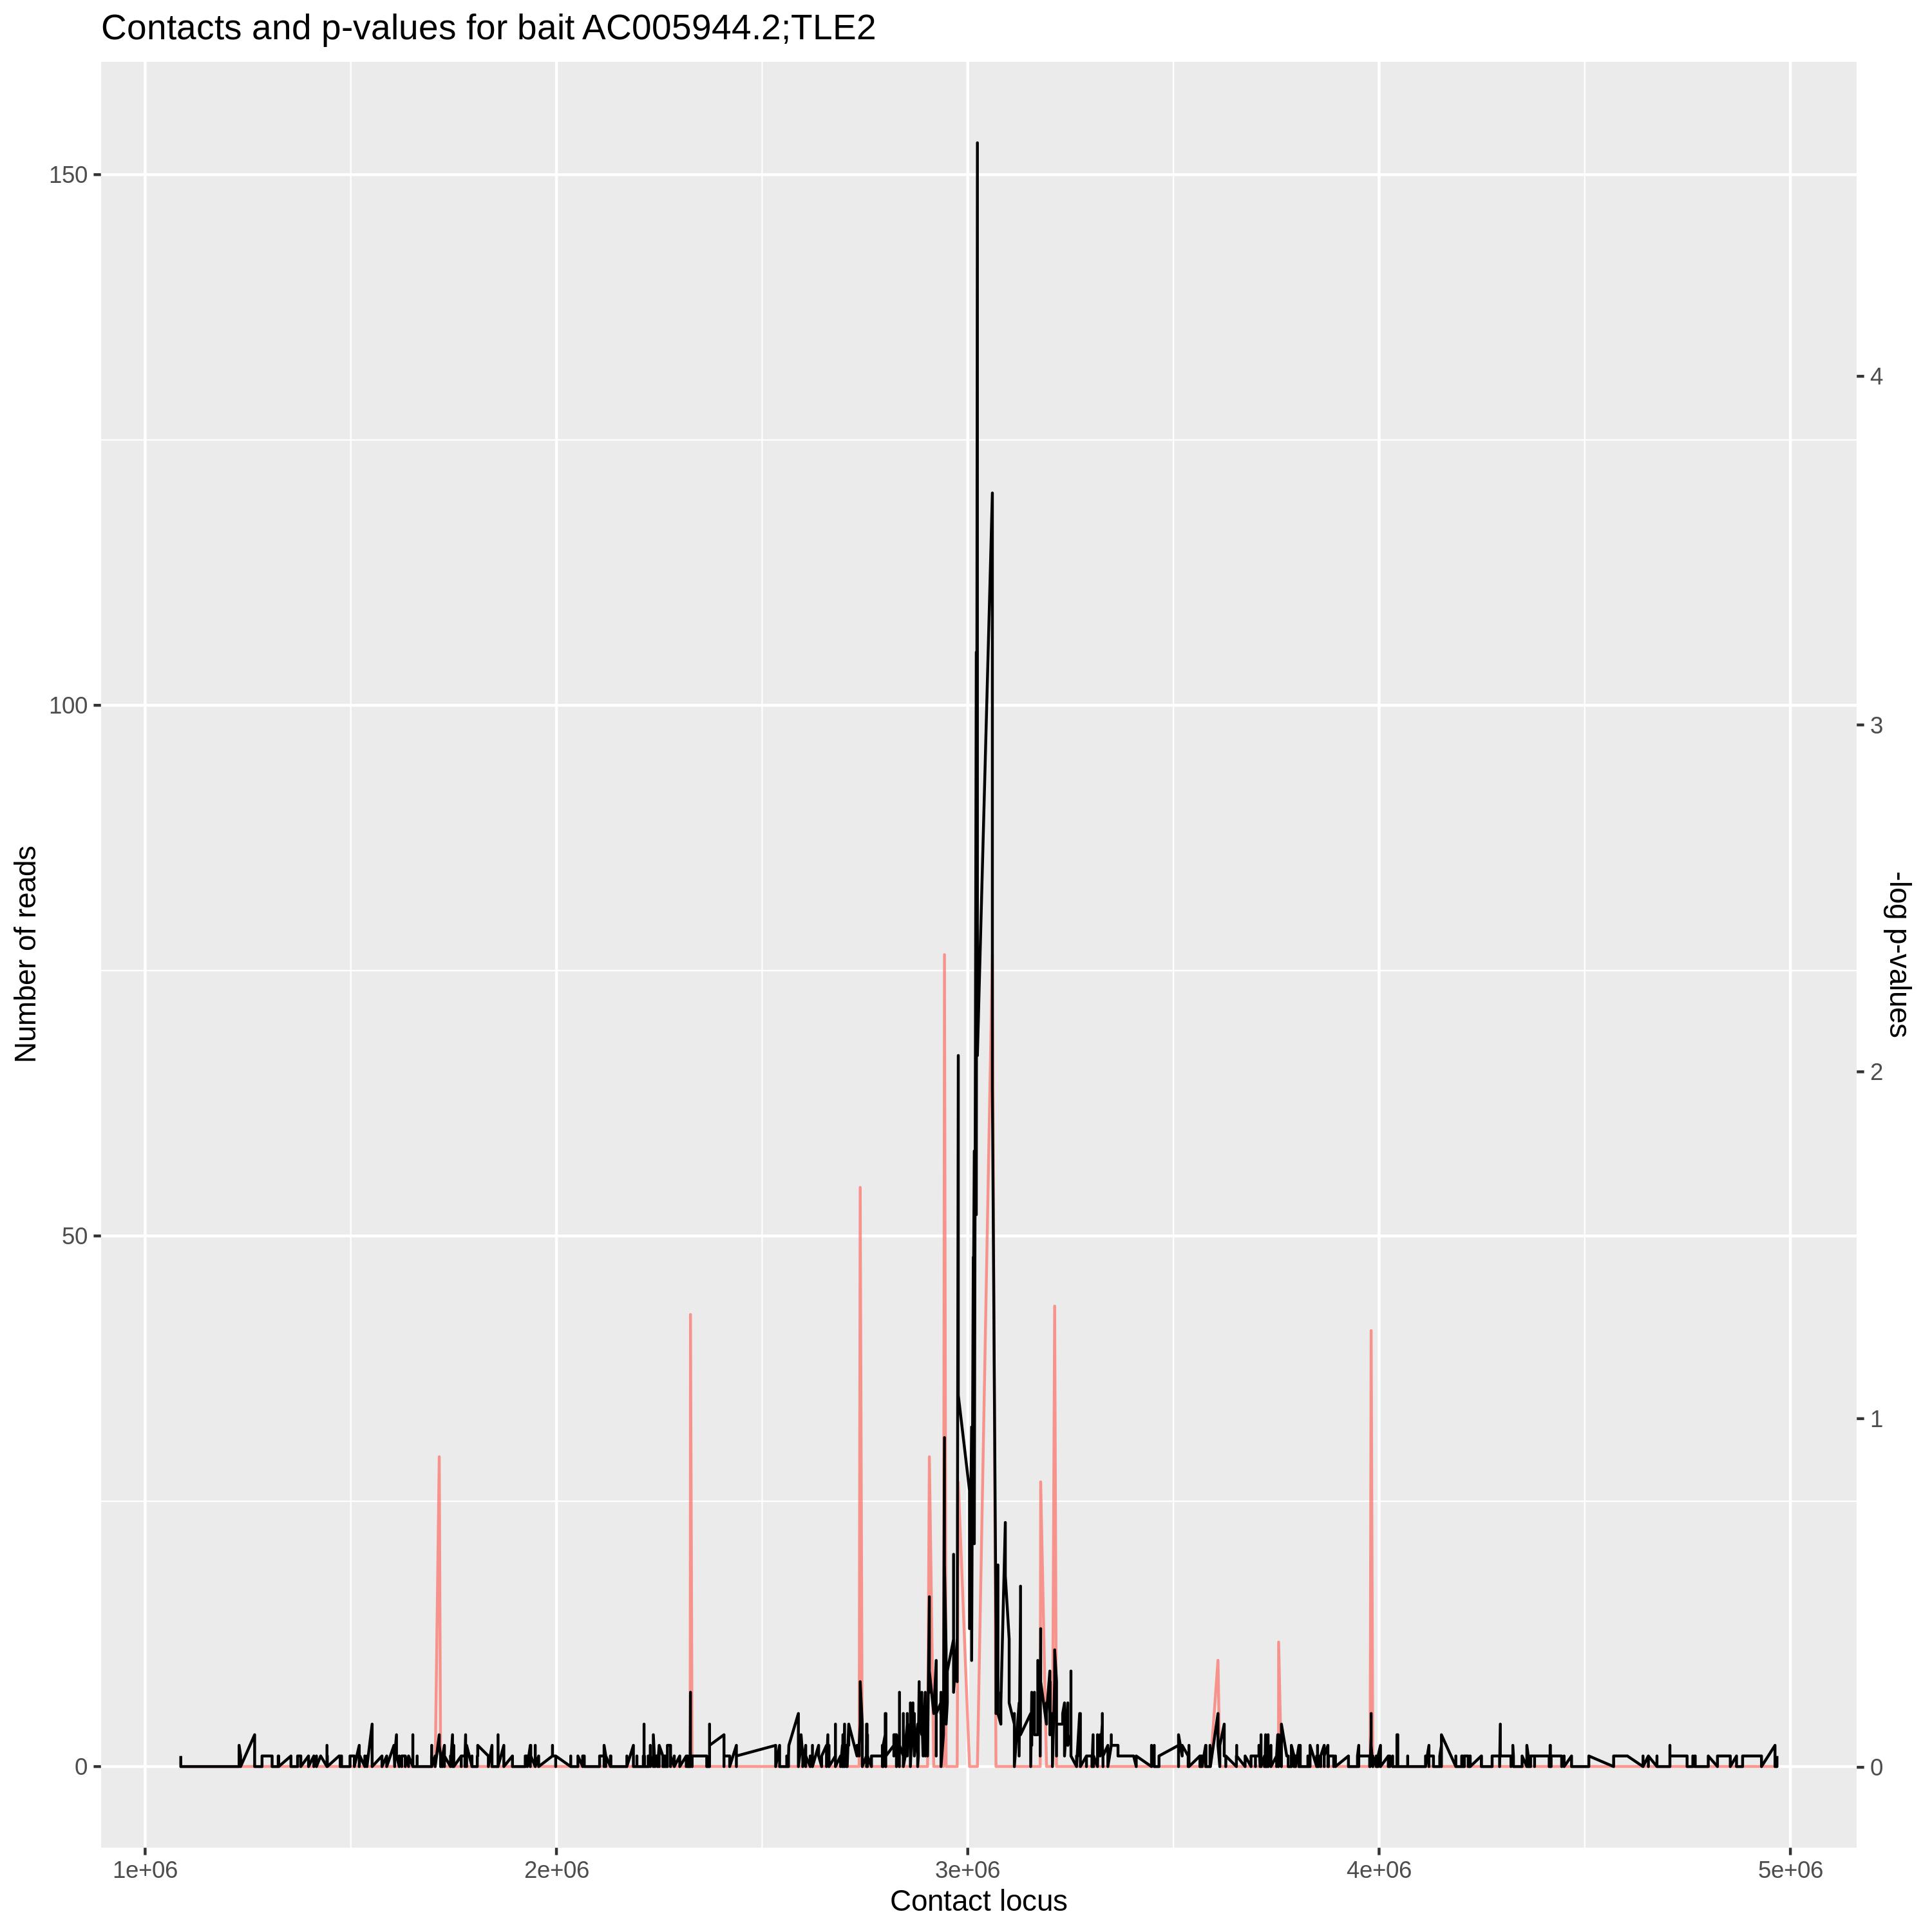 Contacts and p-values for bait AC005944.2;TLE2
150
100
50
0
Number of reads
4
3
2
1
0
-log p-values
1e+06
2e+06
3e+06
4e+06
5e+06
Contact locus